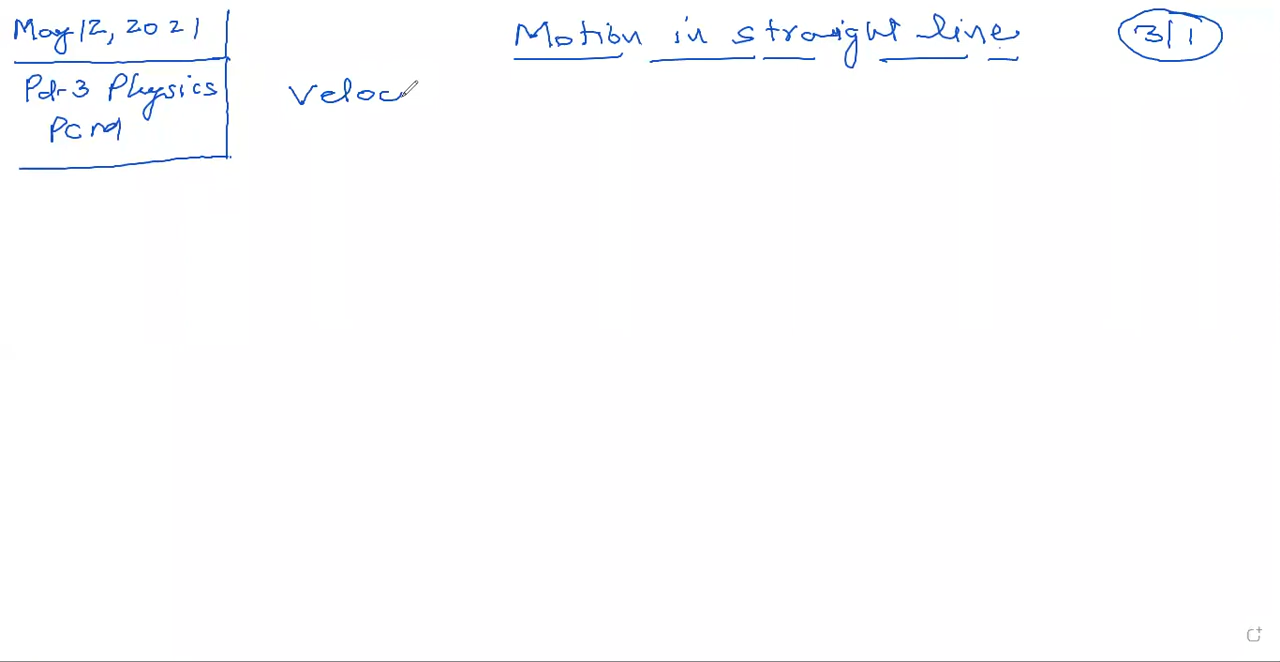 May 12, 2021
Motion in straight line
3/1
Pd-3 Physics
PCM
Veloc